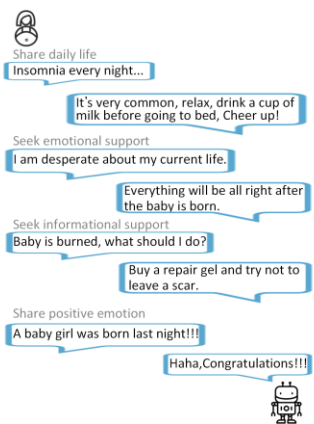 Share daily life
Insomnia every night...
It's very common, relax, drink a cup of
milk before going to bed, Cheer up!
Seek emotional support
I am desperate about my current life.
Everything will be all right after
the baby is born.
Seek informational support
Baby is burned, what should I do?
Buy a repair gel and try not to
leave a scar.
Share positive emotion
A baby girl was born last night!!!
Haha,Congratulations!!!